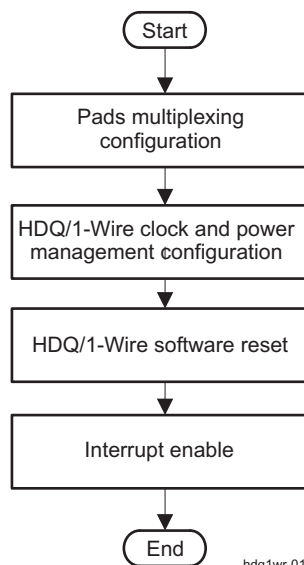 Start
Pads multiplexing
configuration
HDQ/1-Wire clock and power
management configuration
HDQ/1-Wire software reset
Interrupt enable
End